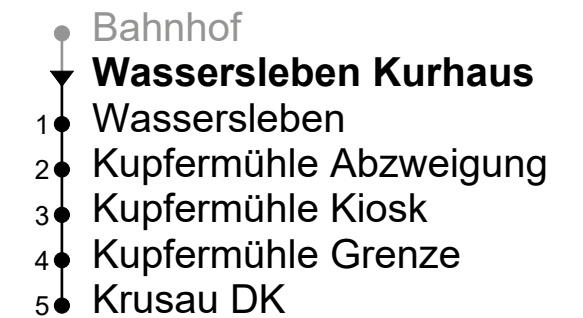 Bahnhof
Wassersleben Kurhaus
1 Wassersleben
2 Kupfermühle Abzweigung
3 Kupfermühle Kiosk
4 Kupfermühle Grenze
5 Krusau DK